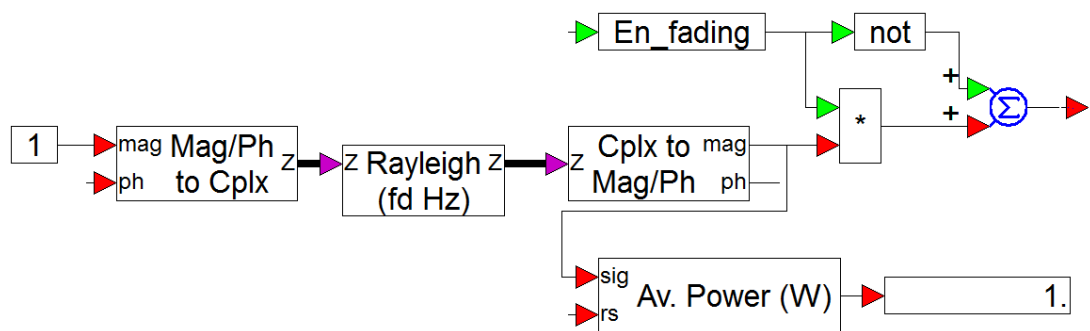 En_fading
not
+
+
Σ
*
1
mag
ph
Mag/Ph
to Cplx
Z
Z
Rayleigh
(fd Hz)
Z
Z
Cplx to
Mag/Ph
mag
ph
sig
rs
Av. Power (W)
1.